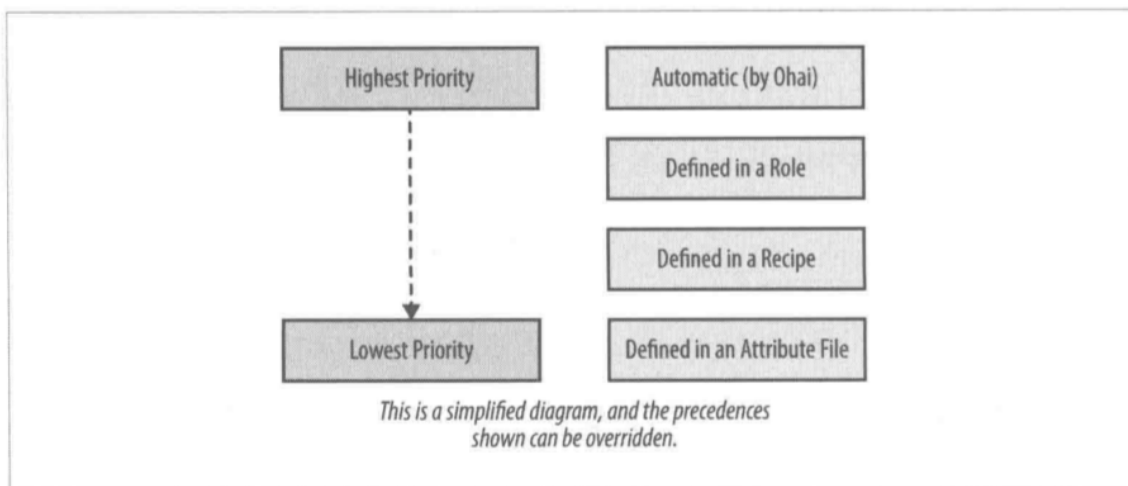 Highest Priority
Automatic (by Ohai)
Defined in a Role
Defined in a Recipe
Lowest Priority
Defined in an Attribute File
This is a simplified diagram, and the precedences
shown can be overridden.